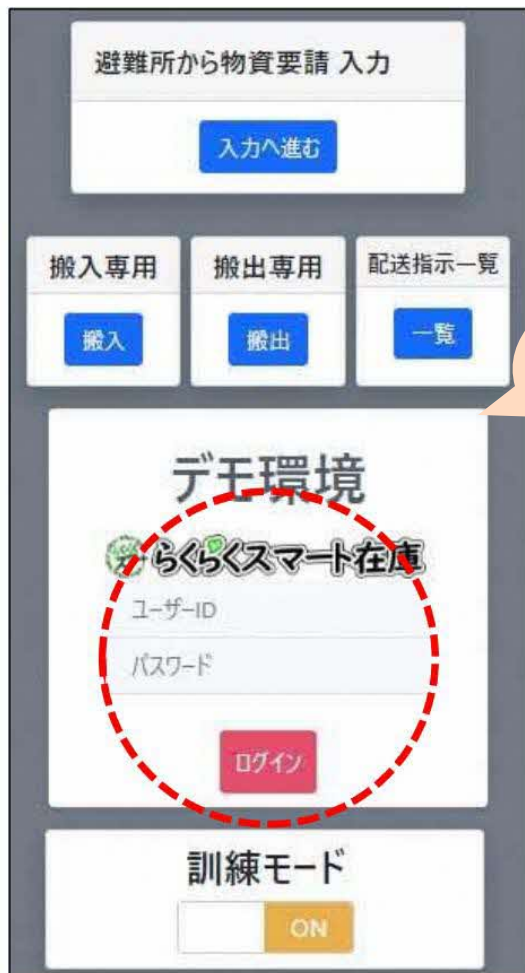 避難所から物資要請 入力
入力へ進む
搬入専用
搬入
搬出専用
搬出
配送指示一覧
一覧
デモ環境
らくらくスマート在庫
ユーザーID
パスワード
ログイン
訓練モード
ON